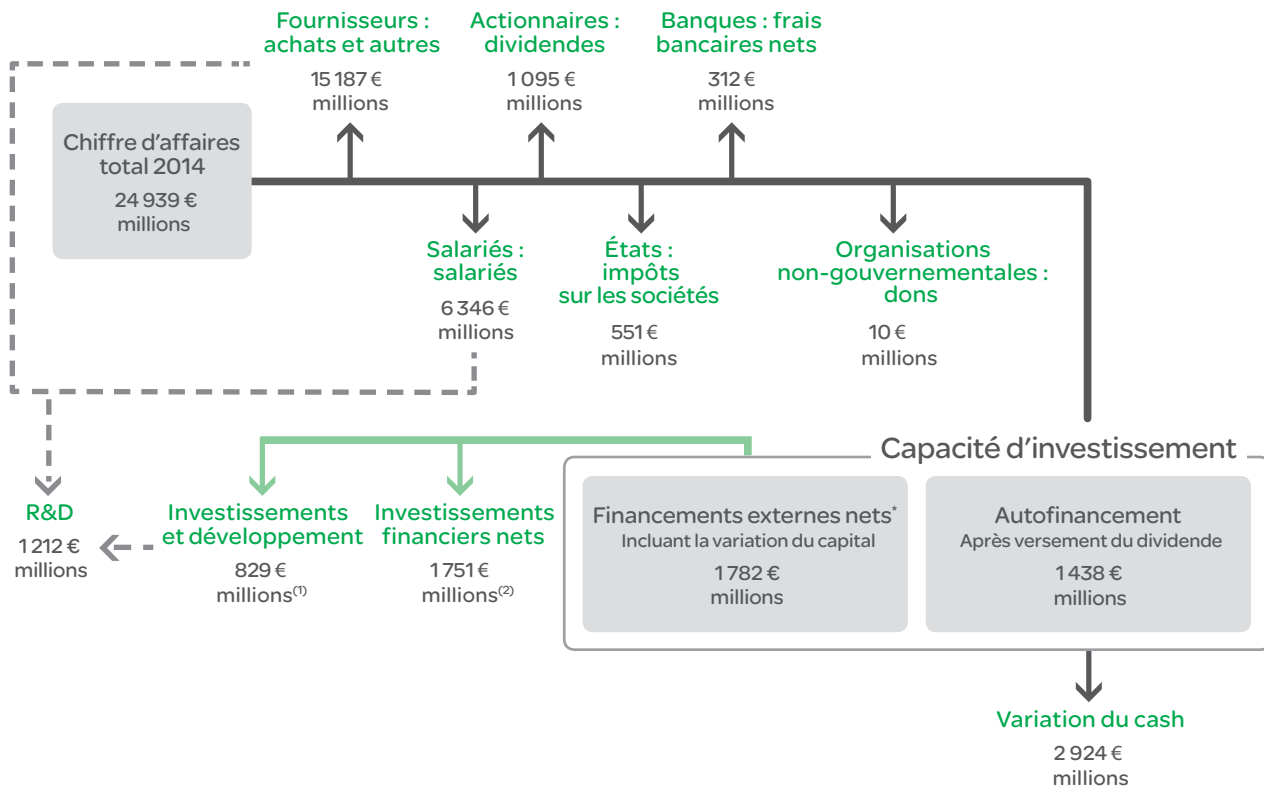 Fournisseurs :
achats et autres
15 187 €
millions
Actionnaires :
dividendes
1 095 €
millions
Banques : frais
bancaires nets
312 €
millions
Chiffre d'affaires
total 2014
24 939 €
millions
Salariés :
salariés
6 346 €
millions
États :
impôts
sur les sociétés
551 €
millions
Organisations
non-gouvernementales :
dons
10 €
millions
Capacité d'investissement
R&D
1 212 €
millions
Investissements
et développement
829 €
millions(1)
Investissements
financiers nets
1 751 €
millions(2)
Financements externes nets*
Incluant la variation du capital
1 782 €
millions
Autofinancement
Après versement du dividende
1 438 €
millions
Variation du cash
2 924 €
millions